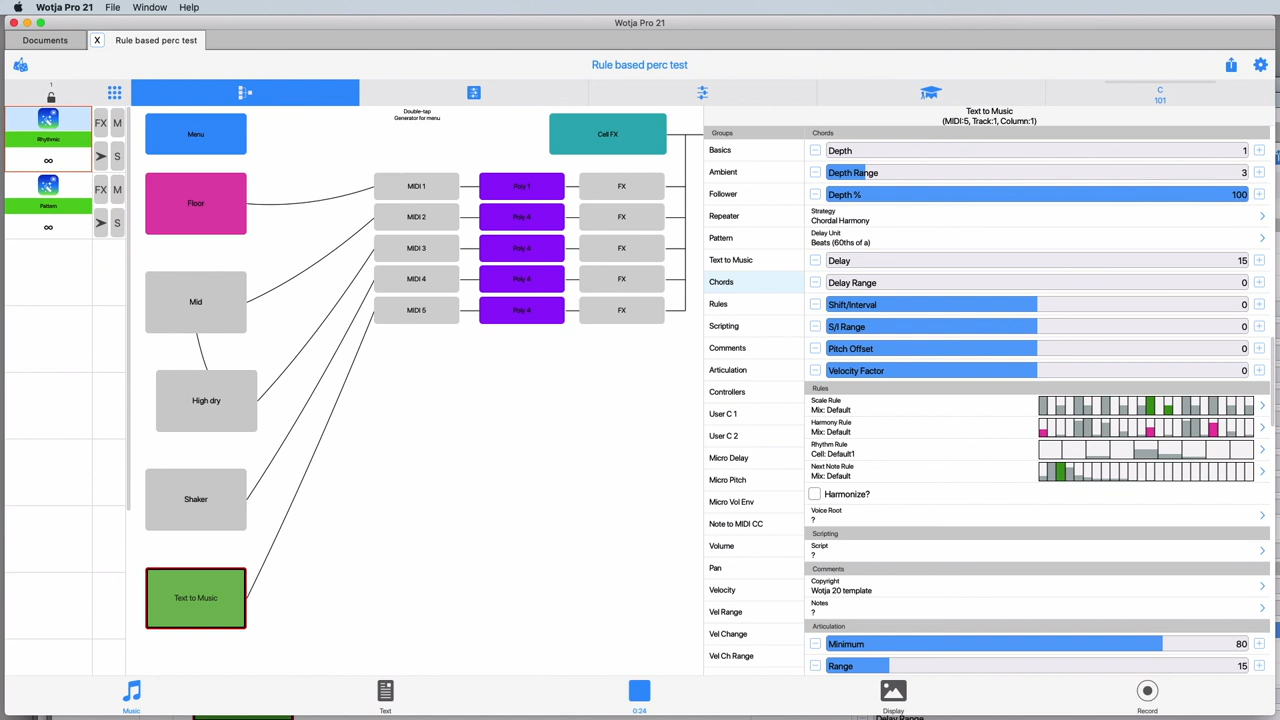 Wotja Pro 21 File Window Help
Wotja Pro 21
Documents X Rule based perc test
Rule based perc test
1
C
101
FX M
Rhythmic
∞ S
FX M
Pattern
∞ S
Double-tap
Generator for menu
Menu
Cell FX
Floor
Mid
High dry
Shaker
Text to Music
MIDI 1 Poly 1 FX
MIDI 2 Poly 4 FX
MIDI 3 Poly 4 FX
MIDI 4 Poly 4 FX
MIDI 5 Poly 4 FX
Text to Music
(MIDI:5, Track:1, Column:1)
Groups
Basics
Ambient
Follower
Repeater
Pattern
Text to Music
Chords
Rules
Scripting
Comments
Articulation
Controllers
User C 1
User C 2
Micro Delay
Micro Pitch
Micro Vol Env
Note to MIDI CC
Volume
Pan
Velocity
Vel Range
Vel Change
Vel Ch Range
Chords
Depth 1
Depth Range 3
Depth % 100
Strategy
Chordal Harmony
Delay Unit
Beats (60ths of a)
Delay 15
Delay Range 0
Shift/Interval 0
S/I Range 0
Pitch Offset 0
Velocity Factor 0
Rules
Scale Rule
Mix: Default
Harmony Rule
Mix: Default
Rhythm Rule
Cell: Default1
Next Note Rule
Mix: Default
Harmonize?
Voice Root
?
Scripting
Script
?
Comments
Copyright
Wotja 20 template
Notes
?
Articulation
Minimum 80
Range 15
Music
Text
0:24
Display
Record
Delay Range